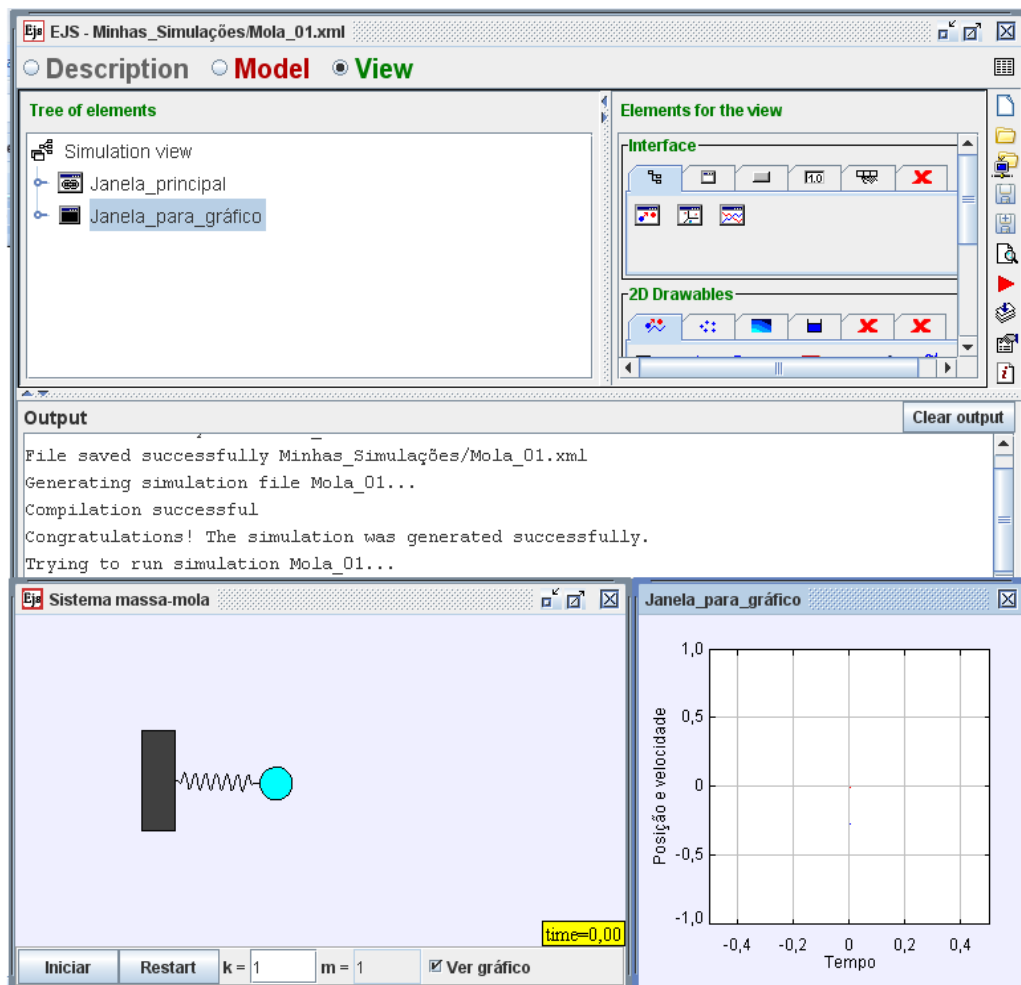 Ejs EJS - Minhas_Simulações/Mola_01.xml
Description Model View
Tree of elements
Simulation view
Janela_principal
Janela_para_gráfico
Elements for the view
Interface
2D Drawables
Output
Clear output
File saved successfully Minhas_Simulações/Mola_01.xml
Generating simulation file Mola_01...
Compilation successful
Congratulations! The simulation was generated successfully.
Trying to run simulation Mola_01...
Ejs Sistema massa-mola
time=0,00
Iniciar Restart k = 1 m = 1 Ver gráfico
Janela_para_gráfico
Posição e velocidade
1,0
0,5
0
-0,5
-1,0
-0,4 -0,2 0 0,2 0,4
Tempo